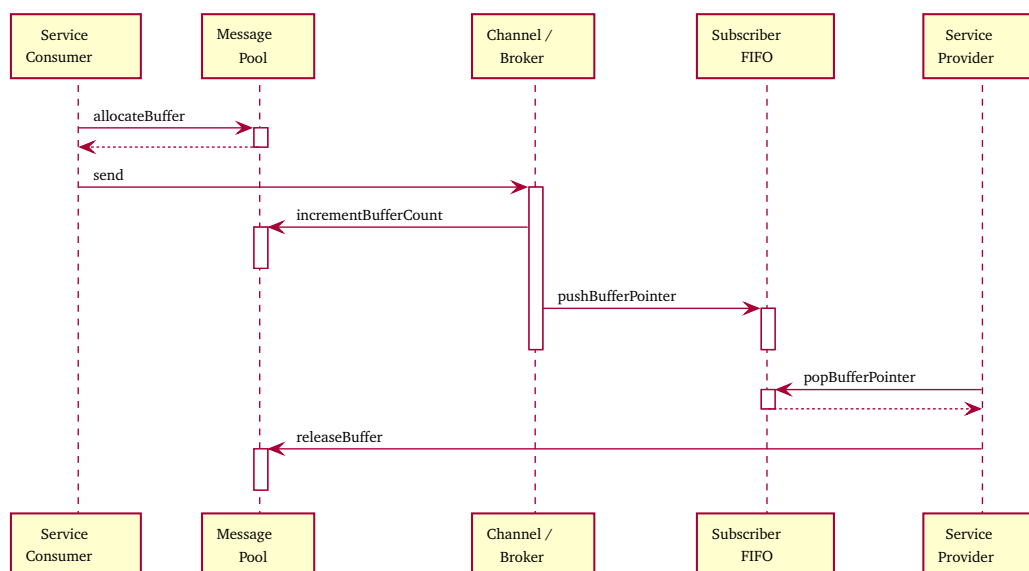 Service
Consumer
Message
Pool
Channel /
Broker
Subscriber
FIFO
Service
Provider
allocateBuffer
send
incrementBufferCount
pushBufferPointer
popBufferPointer
releaseBuffer
Service
Consumer
Message
Pool
Channel /
Broker
Subscriber
FIFO
Service
Provider